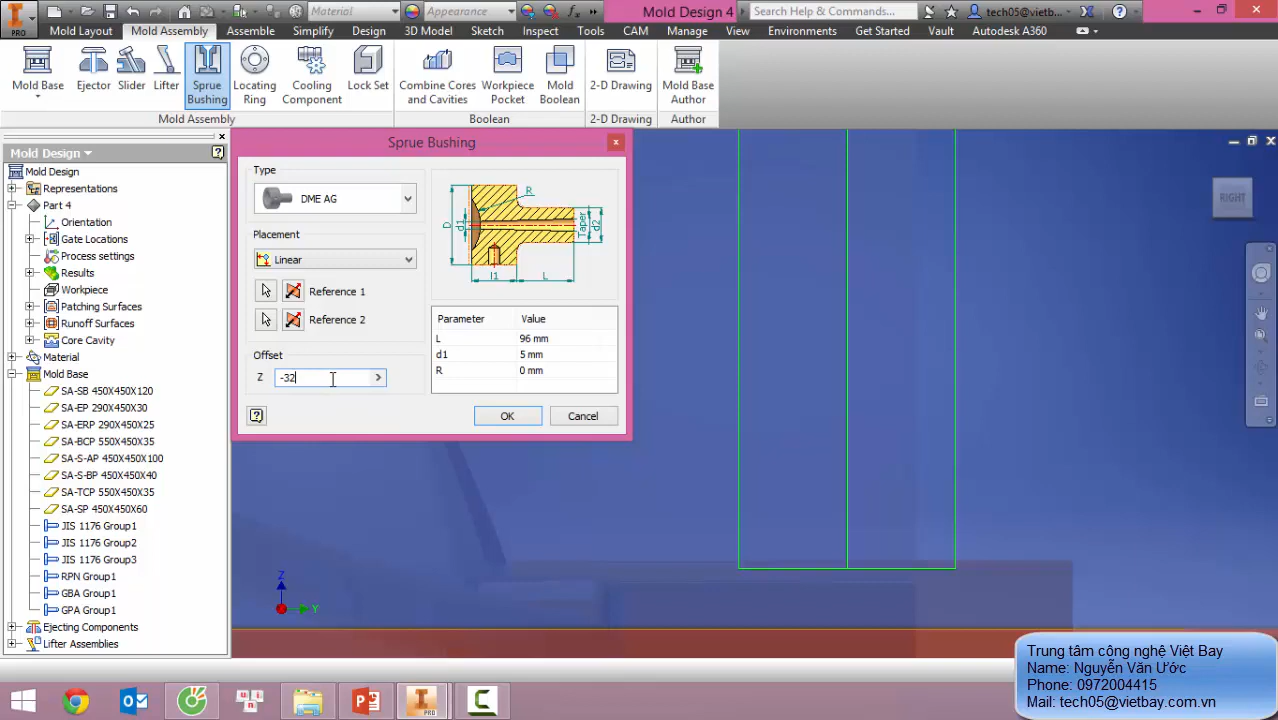 Material
Appearance
fx
Mold Design 4
Search Help & Commands...
tech05@vietb...
PRO
Mold Layout
Mold Assembly
Assemble
Simplify
Design
3D Model
Sketch
Inspect
Tools
CAM
Manage
View
Environments
Get Started
Vault
Autodesk A360
Mold Base
Ejector
Slider
Lifter
Sprue Bushing
Locating Ring
Cooling Component
Lock Set
Combine Cores and Cavities
Workpiece Pocket
Mold Boolean
2-D Drawing
Mold Base Author
Mold Assembly
Boolean
2-D Drawing
Author
Mold Design
Mold Design
Representations
Part 4
Orientation
Gate Locations
Process settings
Results
Workpiece
Patching Surfaces
Runoff Surfaces
Core Cavity
Material
Mold Base
SA-SB 450X450X120
SA-EP 290X450X30
SA-ERP 290X450X25
SA-BCP 550X450X35
SA-S-AP 450X450X100
SA-S-BP 450X450X40
SA-TCP 550X450X35
SA-SP 450X450X60
JIS 1176 Group1
JIS 1176 Group2
JIS 1176 Group3
RPN Group1
GBA Group1
GPA Group1
Ejecting Components
Lifter Assemblies
Sprue Bushing
Type
DME AG
Placement
Linear
Reference 1
Reference 2
Offset
Z -32
R
D
d1
Taper
d2
l1
L
Parameter Value
L 96 mm
d1 5 mm
R 0 mm
OK
Cancel
RIGHT
Z
Y
Trung tâm công nghệ Việt Bay
Name: Nguyễn Văn Ước
Phone: 0972004415
Mail: tech05@vietbay.com.vn
PRO